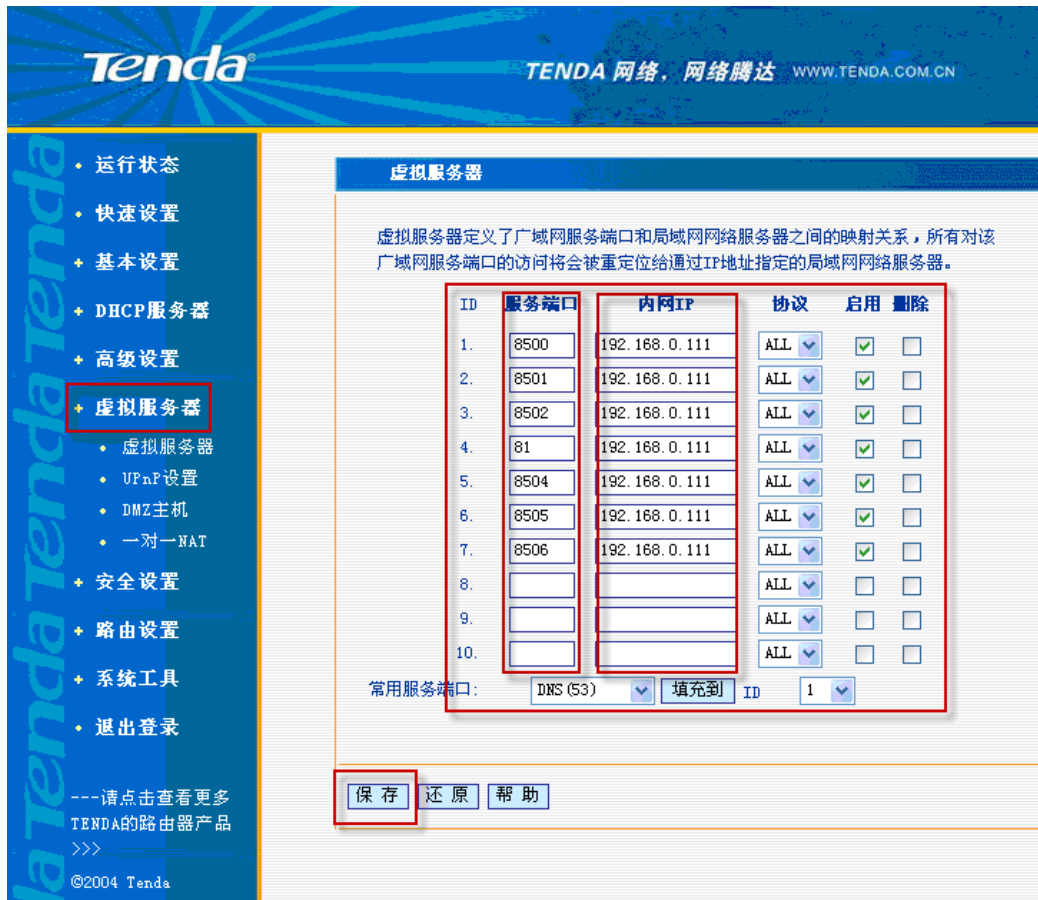 Tenda®
TENDA 网络，网络腾达 WWW.TENDA.COM.CN
运行状态
快速设置
基本设置
DHCP服务器
高级设置
虚拟服务器
虚拟服务器
UPnP设置
DMZ主机
一对一NAT
安全设置
路由设置
系统工具
退出登录
---请点击查看更多
TENDA的路由器产品
>>>
©2004 Tenda
虚拟服务器
虚拟服务器定义了广域网服务端口和局域网网络服务器之间的映射关系，所有对该
广域网服务端口的访问将会被重定位给通过IP地址指定的局域网网络服务器。
ID 服务端口 内网IP 协议 启用 删除
1. 8500 192.168.0.111 ALL
2. 8501 192.168.0.111 ALL
3. 8502 192.168.0.111 ALL
4. 81 192.168.0.111 ALL
5. 8504 192.168.0.111 ALL
6. 8505 192.168.0.111 ALL
7. 8506 192.168.0.111 ALL
8. ALL
9. ALL
10. ALL
常用服务端口: DNS(53) 填充到 ID 1
保存 还原 帮助
Tenda Tenda Tenda Tenda